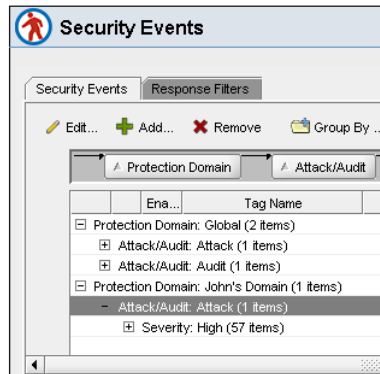 Security Events
Security Events Response Filters
Edit... Add... Remove Group By ...
Protection Domain Attack/Audit
Ena... Tag Name
Protection Domain: Global (2 items)
Attack/Audit: Attack (1 items)
Attack/Audit: Audit (1 items)
Protection Domain: John's Domain (1 items)
Attack/Audit: Attack (1 items)
Severity: High (57 items)